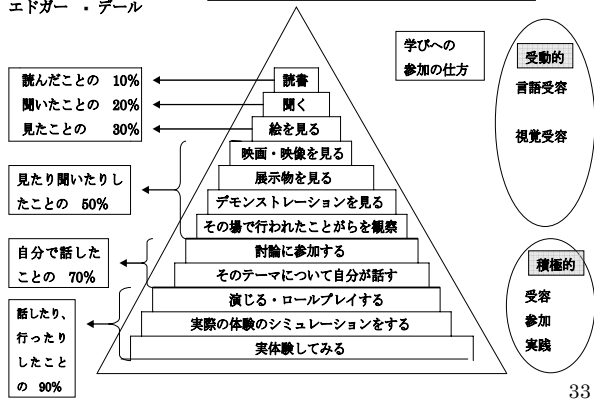 エドガー ・ デール
学びへの
参加の仕方
受動的
言語受容
視覚受容
読んだことの 10%
聞いたことの 20%
見たことの 30%
読書
聞く
絵を見る
映画・映像を見る
展示物を見る
デモンストレーションを見る
その場で行われたことがらを観察
見たり聞いたりし
たことの 50%
討論に参加する
そのテーマについて自分が話す
自分で話した
ことの 70%
積極的
受容
参加
実践
演じる・ロールプレイする
実際の体験のシミュレーションをする
実体験してみる
話したり、
行ったり
したこと
の 90%
33